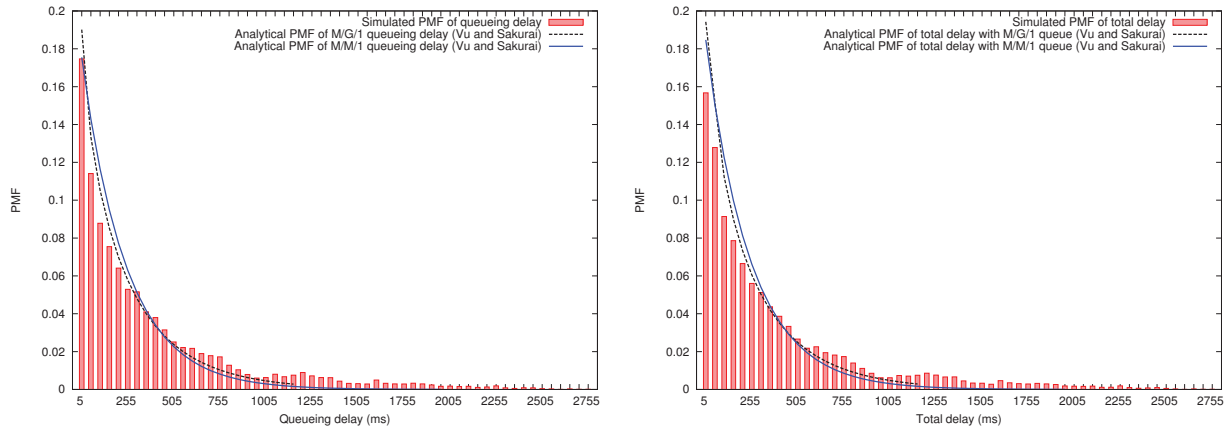 Simulated PMF of queueing delay
Analytical PMF of M/G/1 queueing delay (Vu and Sakurai)
Analytical PMF of M/M/1 queueing delay (Vu and Sakurai)
0.2
0.18
0.16
0.14
0.12
0.1
0.08
0.06
0.04
0.02
0
PMF
5 255 505 755 1005 1255 1505 1755 2005 2255 2505 2755
Queueing delay (ms)
Simulated PMF of total delay
Analytical PMF of total delay with M/G/1 queue (Vu and Sakurai)
Analytical PMF of total delay with M/M/1 queue (Vu and Sakurai)
0.2
0.18
0.16
0.14
0.12
0.1
0.08
0.06
0.04
0.02
0
PMF
5 255 505 755 1005 1255 1505 1755 2005 2255 2505 2755
Total delay (ms)